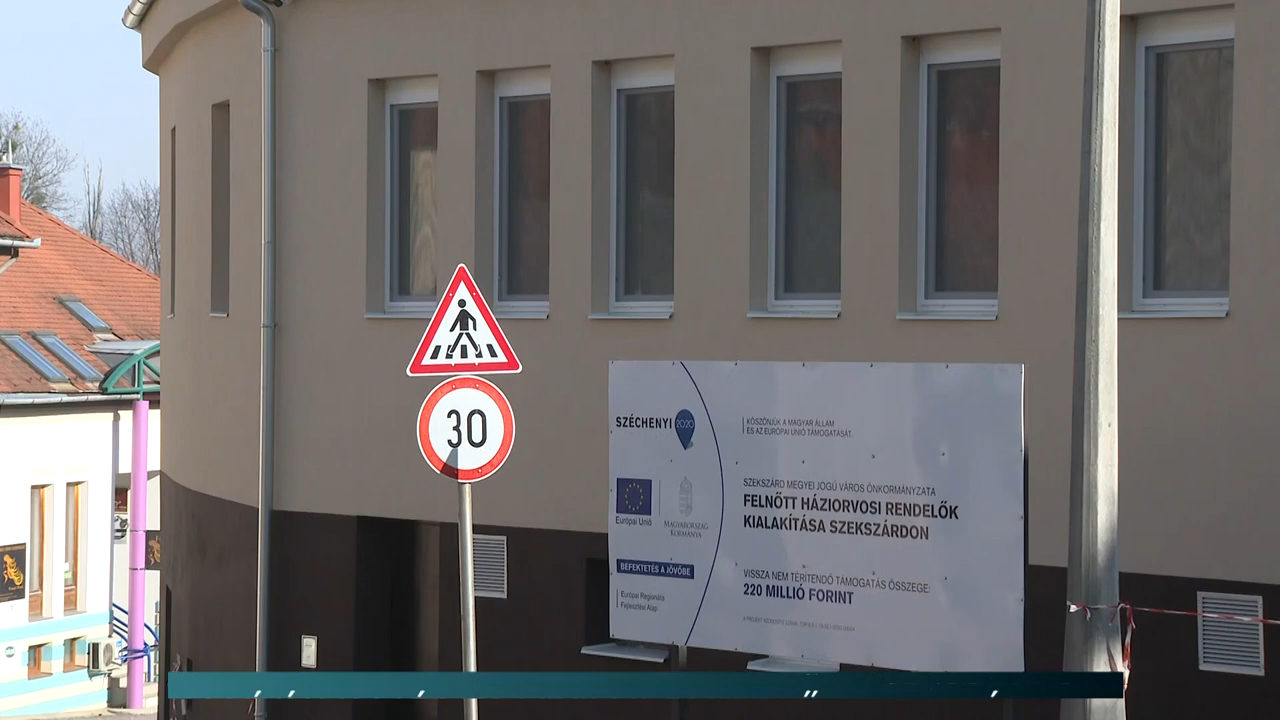 30
SZÉCHENYI 2020
KÖSZÖNJÜK A MAGYAR ÁLLAM
ÉS AZ EURÓPAI UNIÓ TÁMOGATÁSÁT.
Európai Unió
MAGYARORSZÁG
KORMÁNYA
BEFEKTETÉS A JÖVŐBE
Európai Regionális
Fejlesztési Alap
SZEKSZÁRD MEGYEI JOGÚ VÁROS ÖNKORMÁNYZATA
FELNŐTT HÁZIORVOSI RENDELŐK
KIALAKÍTÁSA SZEKSZÁRDON
VISSZA NEM TÉRÍTENDŐ TÁMOGATÁS ÖSSZEGE:
220 MILLIÓ FORINT